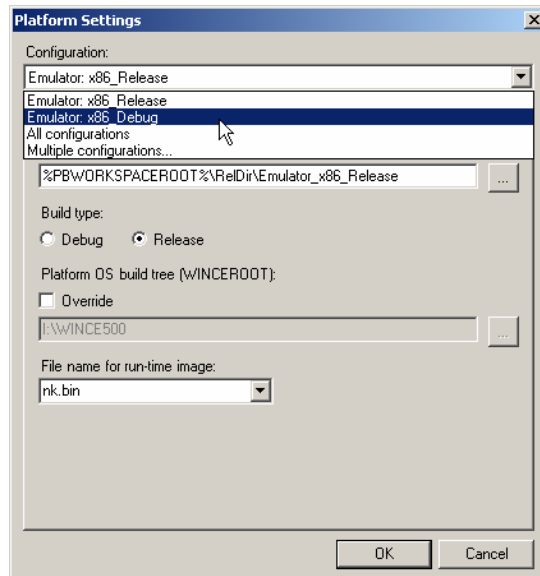 Platform Settings
Configuration:
Emulator: x86_Release
Emulator: x86_Release
Emulator: x86_Debug
All configurations
Multiple configurations...
%PBWORKSPACEROOT%\RelDir\Emulator_x86_Release
...
Build type:
Debug Release
Platform OS build tree (WINCEROOT):
Override
I:\WINCE500
...
File name for run-time image:
nk.bin
OK Cancel